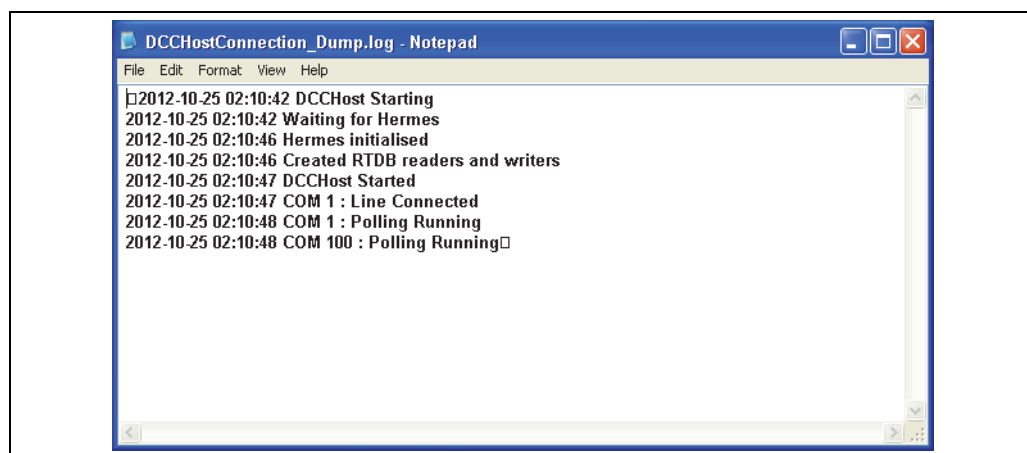 DCCHostConnection_Dump.log - Notepad
File Edit Format View Help
□2012-10-25 02:10:42 DCCHost Starting
2012-10-25 02:10:42 Waiting for Hermes
2012-10-25 02:10:46 Hermes initialised
2012-10-25 02:10:46 Created RTDB readers and writers
2012-10-25 02:10:47 DCCHost Started
2012-10-25 02:10:47 COM 1 : Line Connected
2012-10-25 02:10:48 COM 1 : Polling Running
2012-10-25 02:10:48 COM 100 : Polling Running□